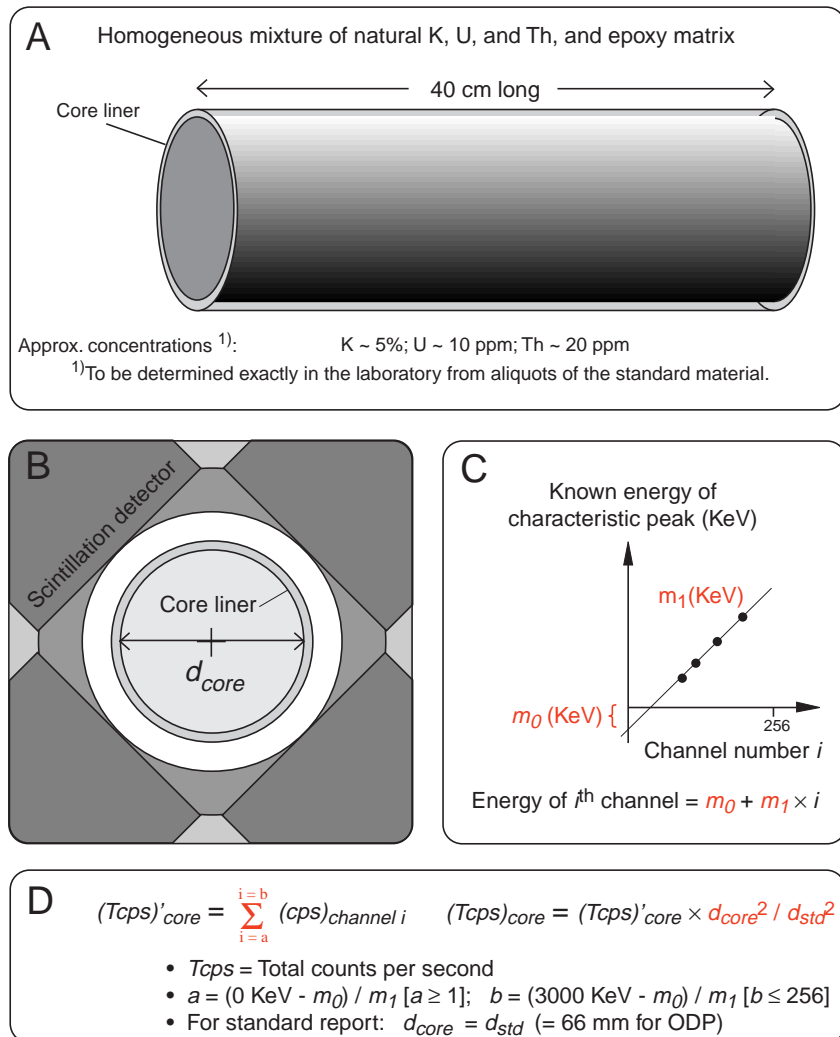 A
Homogeneous mixture of natural K, U, and Th, and epoxy matrix
40 cm long
Core liner
Approx. concentrations 1): K ~ 5%; U ~ 10 ppm; Th ~ 20 ppm
1)To be determined exactly in the laboratory from aliquots of the standard material.
B
Scintillation detector
Core liner
dcore
C
Known energy of
characteristic peak (KeV)
m1(KeV)
m0 (KeV) {
256
Channel number i
Energy of ith channel = m0 + m1 × i
D
(Tcps)'core = i = b Σ i = a (cps)channel i (Tcps)core = (Tcps)'core × dcore2 / dstd2
• Tcps = Total counts per second
• a = (0 KeV - m0) / m1 [a ≥ 1]; b = (3000 KeV - m0) / m1 [b ≤ 256]
• For standard report: dcore = dstd (= 66 mm for ODP)